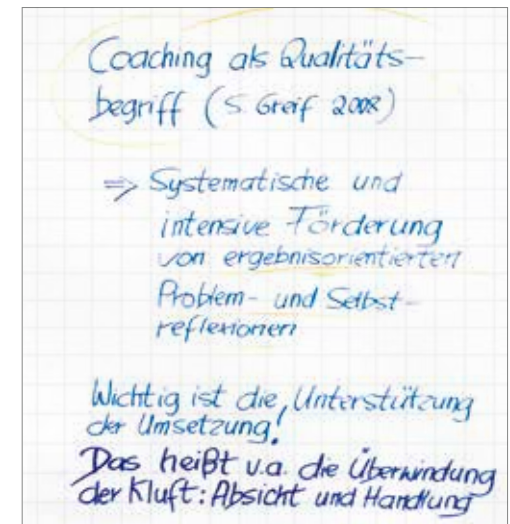 Coaching als Qualitäts-
begriff (S. Greif 2008)
⇒ Systematische und
intensive Förderung
von ergebnisorientierten
Problem- und Selbst-
reflexionen
Wichtig ist die Unterstützung
der Umsetzung!
Das heißt v.a. die Überwindung
der Kluft: Absicht und Handlung